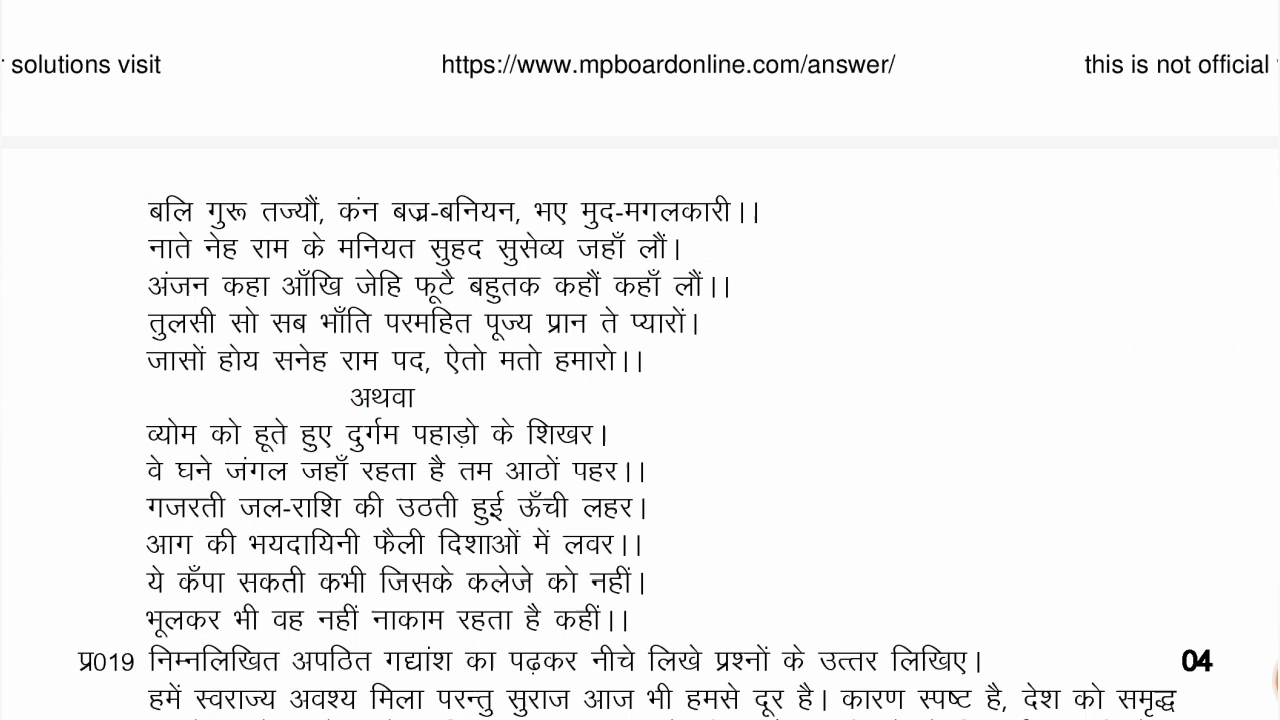 solutions visit https://www.mpboardonline.com/answer/ this is not official
बलि गुरू तज्यौं, कंन बज्र-बनियन, भए मुद-मगलकारी।।
नाते नेह राम के मनियत सुहद सुसेव्य जहाँ लौं।
अंजन कहा आँखि जेहि फूटै बहुतक कहौं कहाँ लौं।।
तुलसी सो सब भाँति परमहित पूज्य प्रान ते प्यारों।
जासों होय सनेह राम पद, ऐतो मतो हमारो।।
अथवा
व्योम को हूते हुए दुर्गम पहाड़ो के शिखर।
वे घने जंगल जहाँ रहता है तम आठों पहर।।
गजरती जल-राशि की उठती हुई ऊँची लहर।
आग की भयदायिनी फैली दिशाओं में लवर।।
ये कँपा सकती कभी जिसके कलेजे को नहीं।
भूलकर भी वह नहीं नाकाम रहता है कहीं।।
प्र019 निम्नलिखित अपठित गद्यांश का पढ़कर नीचे लिखे प्रश्नों के उत्तर लिखिए। 04
हमें स्वराज्य अवश्य मिला परन्तु सुराज आज भी हमसे दूर है। कारण स्पष्ट है, देश को समृद्ध